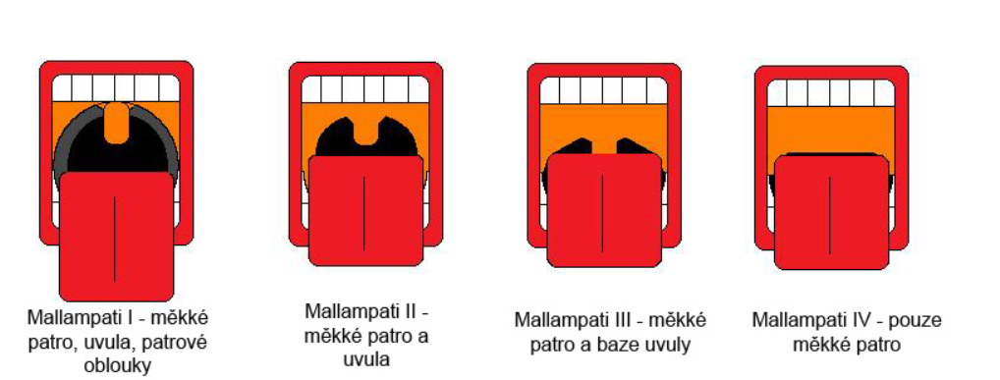 Mallampati I - měkké
patro, uvula, patrové
oblouky
Mallampati II -
měkké patro a
uvula
Mallampati III - měkké
patro a baze uvuly
Mallampati IV - pouze
měkké patro